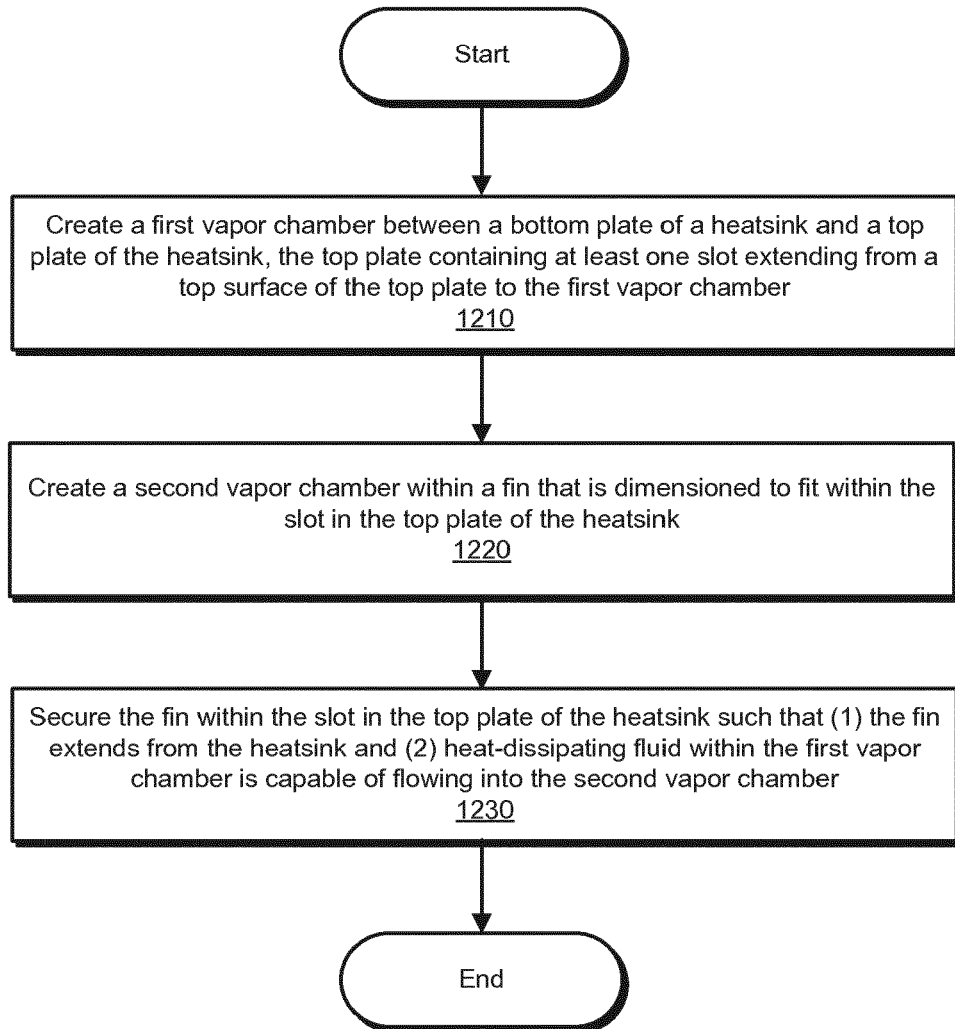 Start
Create a first vapor chamber between a bottom plate of a heatsink and a top
plate of the heatsink, the top plate containing at least one slot extending from a
top surface of the top plate to the first vapor chamber
1210
Create a second vapor chamber within a fin that is dimensioned to fit within the
slot in the top plate of the heatsink
1220
Secure the fin within the slot in the top plate of the heatsink such that (1) the fin
extends from the heatsink and (2) heat-dissipating fluid within the first vapor
chamber is capable of flowing into the second vapor chamber
1230
End